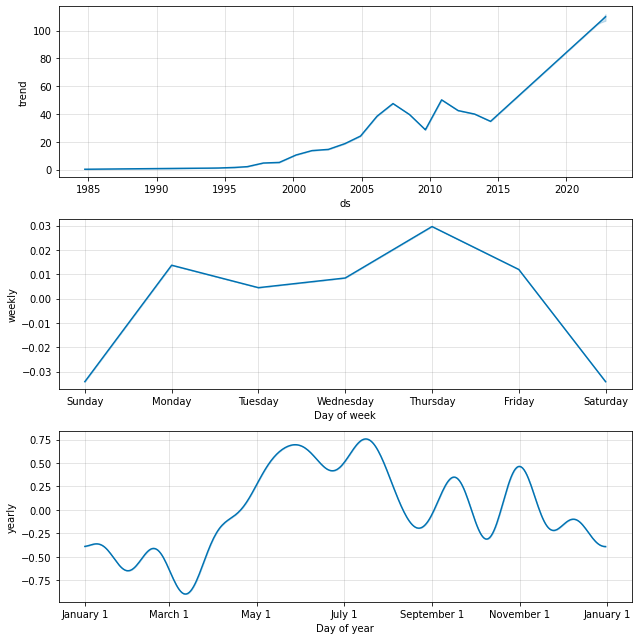 100
80
60
40
20
0
trend
1985 1990 1995 2000 2005 2010 2015 2020
ds
0.03
0.02
0.01
0.00
−0.01
−0.02
−0.03
weekly
Sunday Monday Tuesday Wednesday Thursday Friday Saturday
Day of week
0.75
0.50
0.25
0.00
−0.25
−0.50
−0.75
yearly
January 1 March 1 May 1 July 1 September 1 November 1 January 1
Day of year